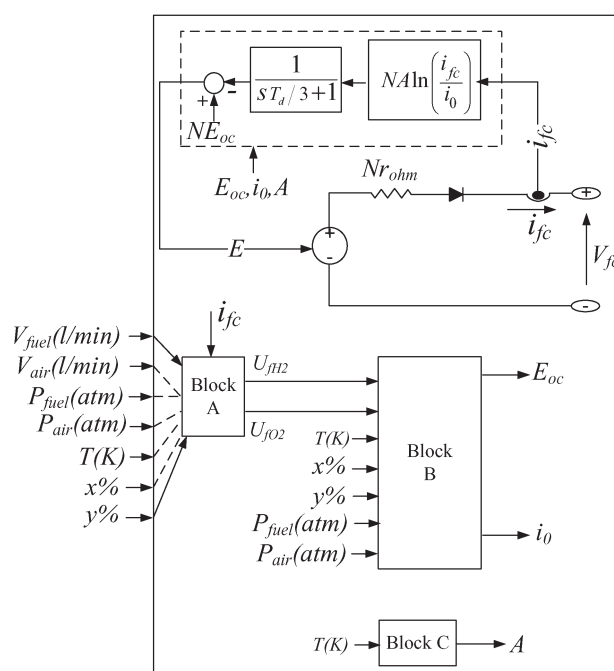 1
sT_d/3+1
NA ln(i_fc/i_0)
+ -
NE_oc
E_oc, i_0, A
i_fc
Nr_ohm
+
i_fc
E
+
-
V_fc
-
V_fuel(l/min)
V_air(l/min)
P_fuel(atm)
P_air(atm)
T(K)
x%
y%
i_fc
Block
A
U_fH2
U_fO2
T(K)
x%
y%
P_fuel(atm)
P_air(atm)
Block
B
E_oc
i_0
T(K)
Block C
A